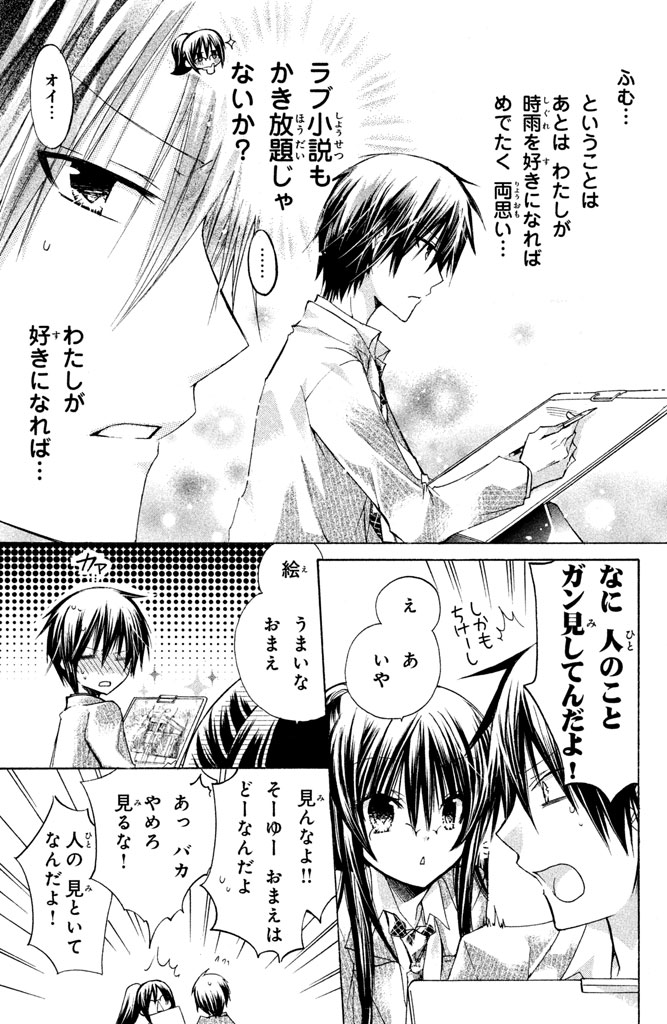 ふむ…
ということは
あとは わたしが
時雨を好きになれば
めでたく 両思い…
ラブ小説も
かき放題じゃ
ないか?
……
オイ…
わたしが
好きになれば…
なに 人のこと
ガン見してんだよ!
しかも
ちけーし
え あ
いや
絵
うまいな
おまえ
カァ
見んなよ!!
そーゆー おまえは
どーなんだよ
あっ バカ
やめろ
見るな!
人の 見といて
なんだよ!